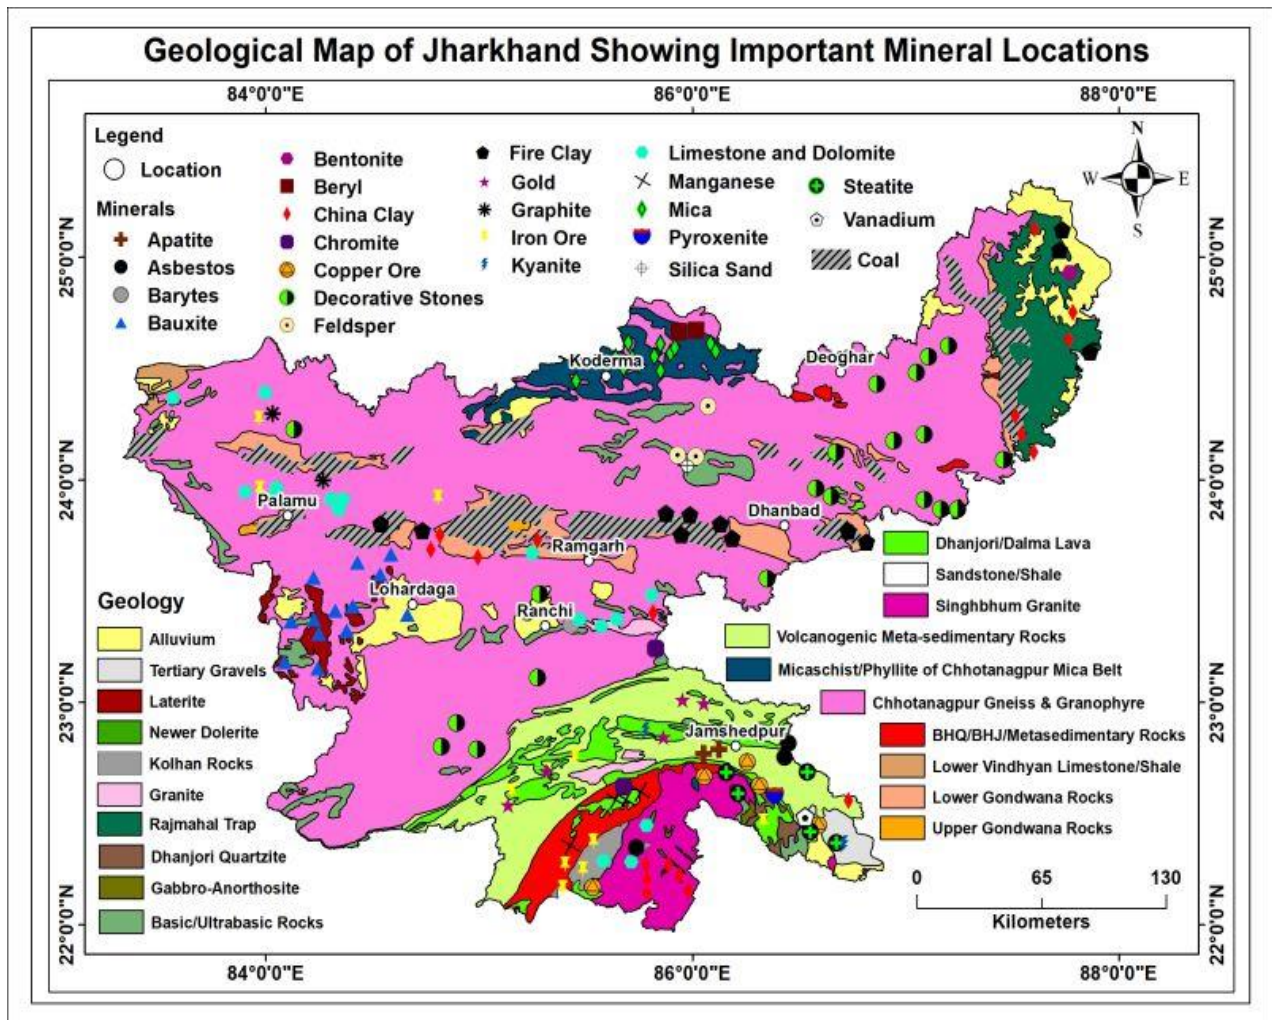 Geological Map of Jharkhand Showing Important Mineral Locations
84°0'0"E
86°0'0"E
88°0'0"E
Legend
Location
Minerals
Apatite
Asbestos
Barytes
Bauxite
Bentonite
Beryl
China Clay
Chromite
Copper Ore
Decorative Stones
Feldsper
Fire Clay
Gold
Graphite
Iron Ore
Kyanite
Limestone and Dolomite
Manganese
Mica
Pyroxenite
Silica Sand
Steatite
Vanadium
Coal
N
W
E
S
25°0'0"N
25°0'0"N
24°0'0"N
24°0'0"N
23°0'0"N
23°0'0"N
22°0'0"N
22°0'0"N
Koderma
Deoghar
Palamu
Dhanbad
Ramgarh
Lohardaga
Ranchi
Jamshedpur
Geology
Alluvium
Tertiary Gravels
Laterite
Newer Dolerite
Kolhan Rocks
Granite
Rajmahal Trap
Dhanjori Quartzite
Gabbro-Anorthosite
Basic/Ultrabasic Rocks
Dhanjori/Dalma Lava
Sandstone/Shale
Singhbhum Granite
Volcanogenic Meta-sedimentary Rocks
Micaschist/Phyllite of Chhotanagpur Mica Belt
Chhotanagpur Gneiss & Granophyre
BHQ/BHJ/Metasedimentary Rocks
Lower Vindhyan Limestone/Shale
Lower Gondwana Rocks
Upper Gondwana Rocks
0
65
130
Kilometers
84°0'0"E
86°0'0"E
88°0'0"E